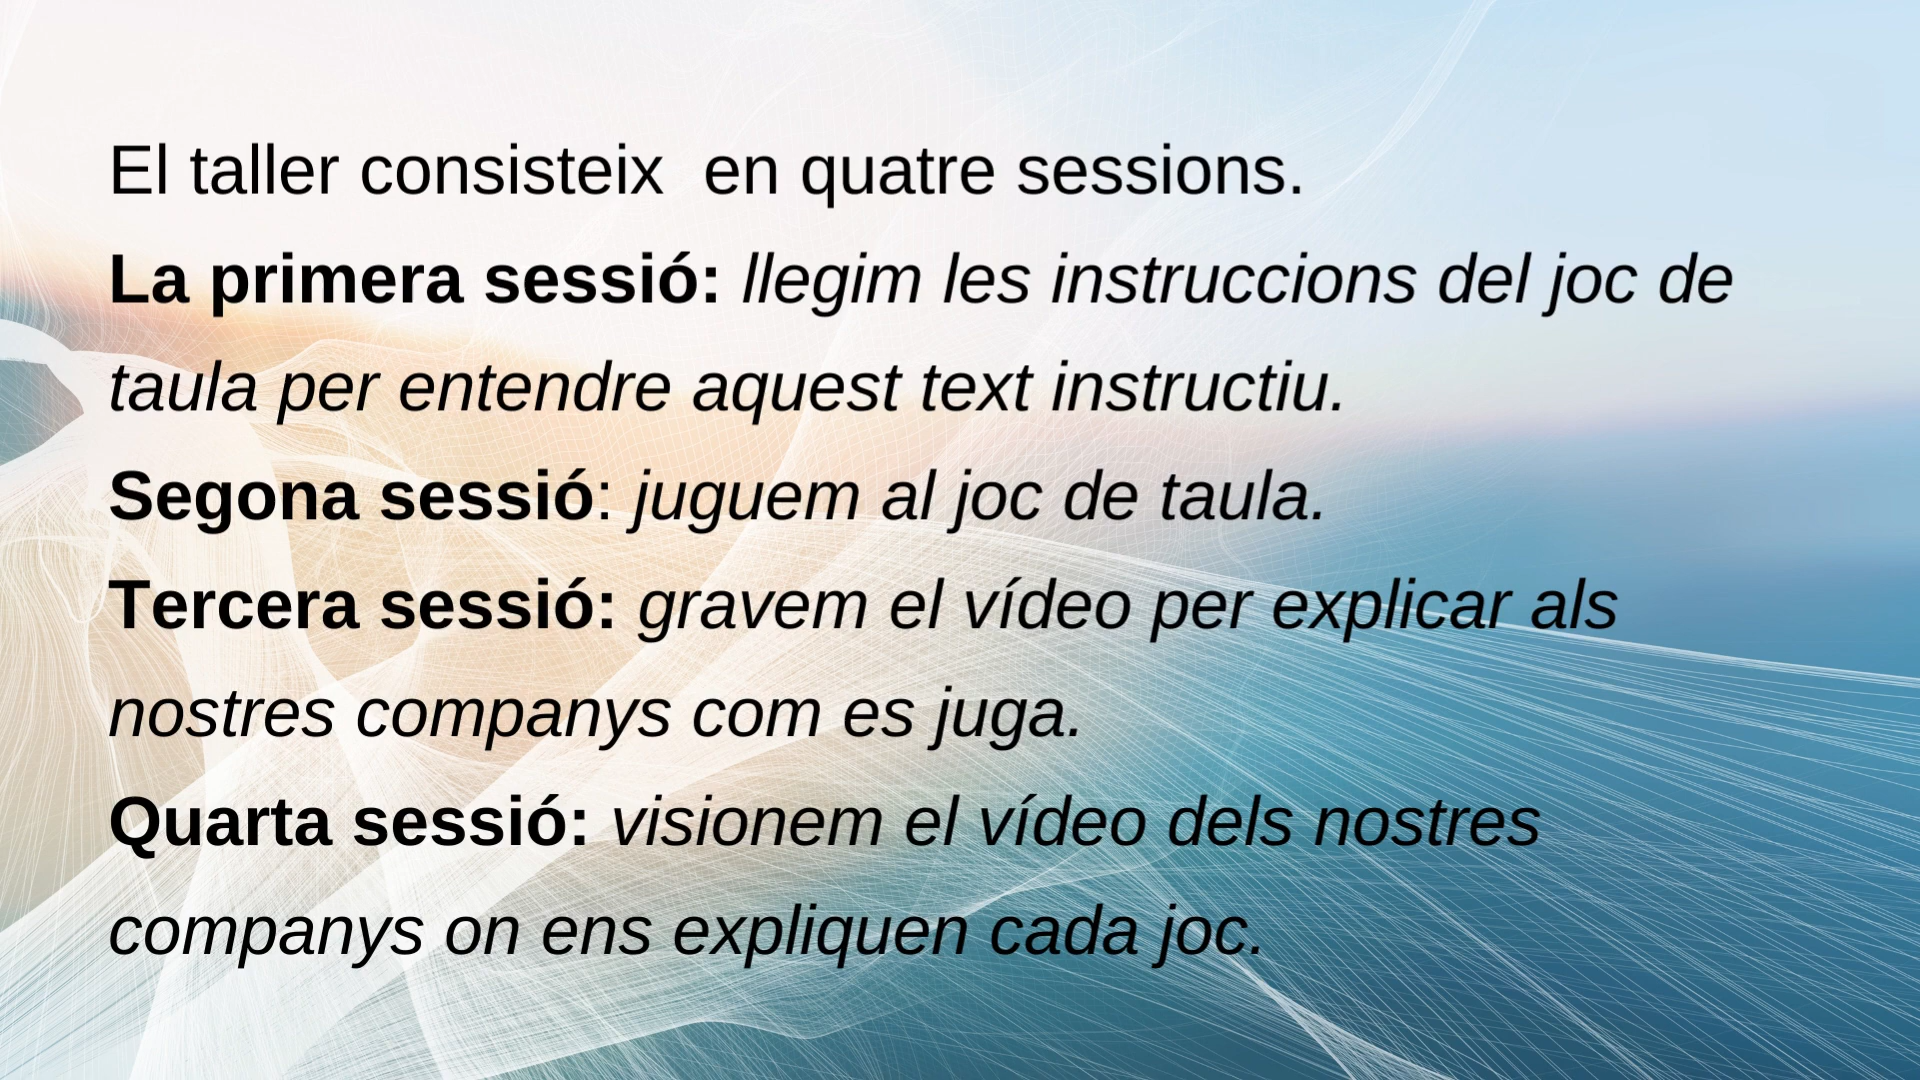 El taller consisteix  en quatre sessions.
La primera sessió: llegim les instruccions del joc de
taula per entendre aquest text instructiu.
Segona sessió: juguem al joc de taula.
Tercera sessió: gravem el vídeo per explicar als
nostres companys com es juga.
Quarta sessió: visionem el vídeo dels nostres
companys on ens expliquen cada joc.